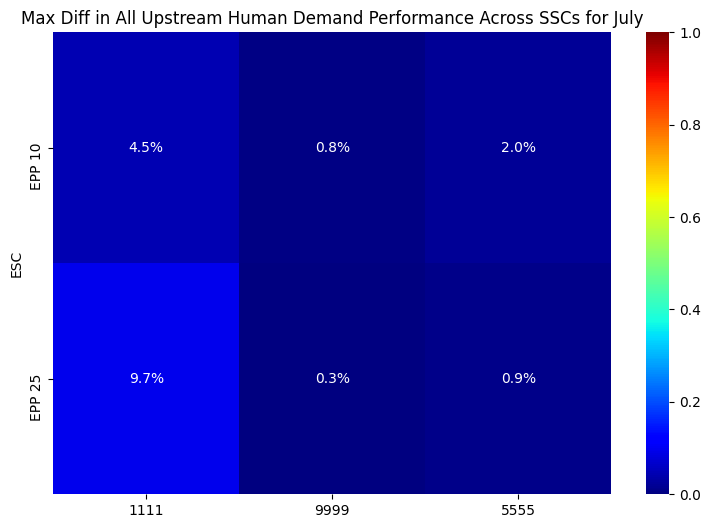 Max Diff in All Upstream Human Demand Performance Across SSCs for July
1.0
0.8
0.6
0.4
0.2
0.0
ESC
EPP 10
4.5% 0.8% 2.0%
EPP 25
9.7% 0.3% 0.9%
1111 9999 5555